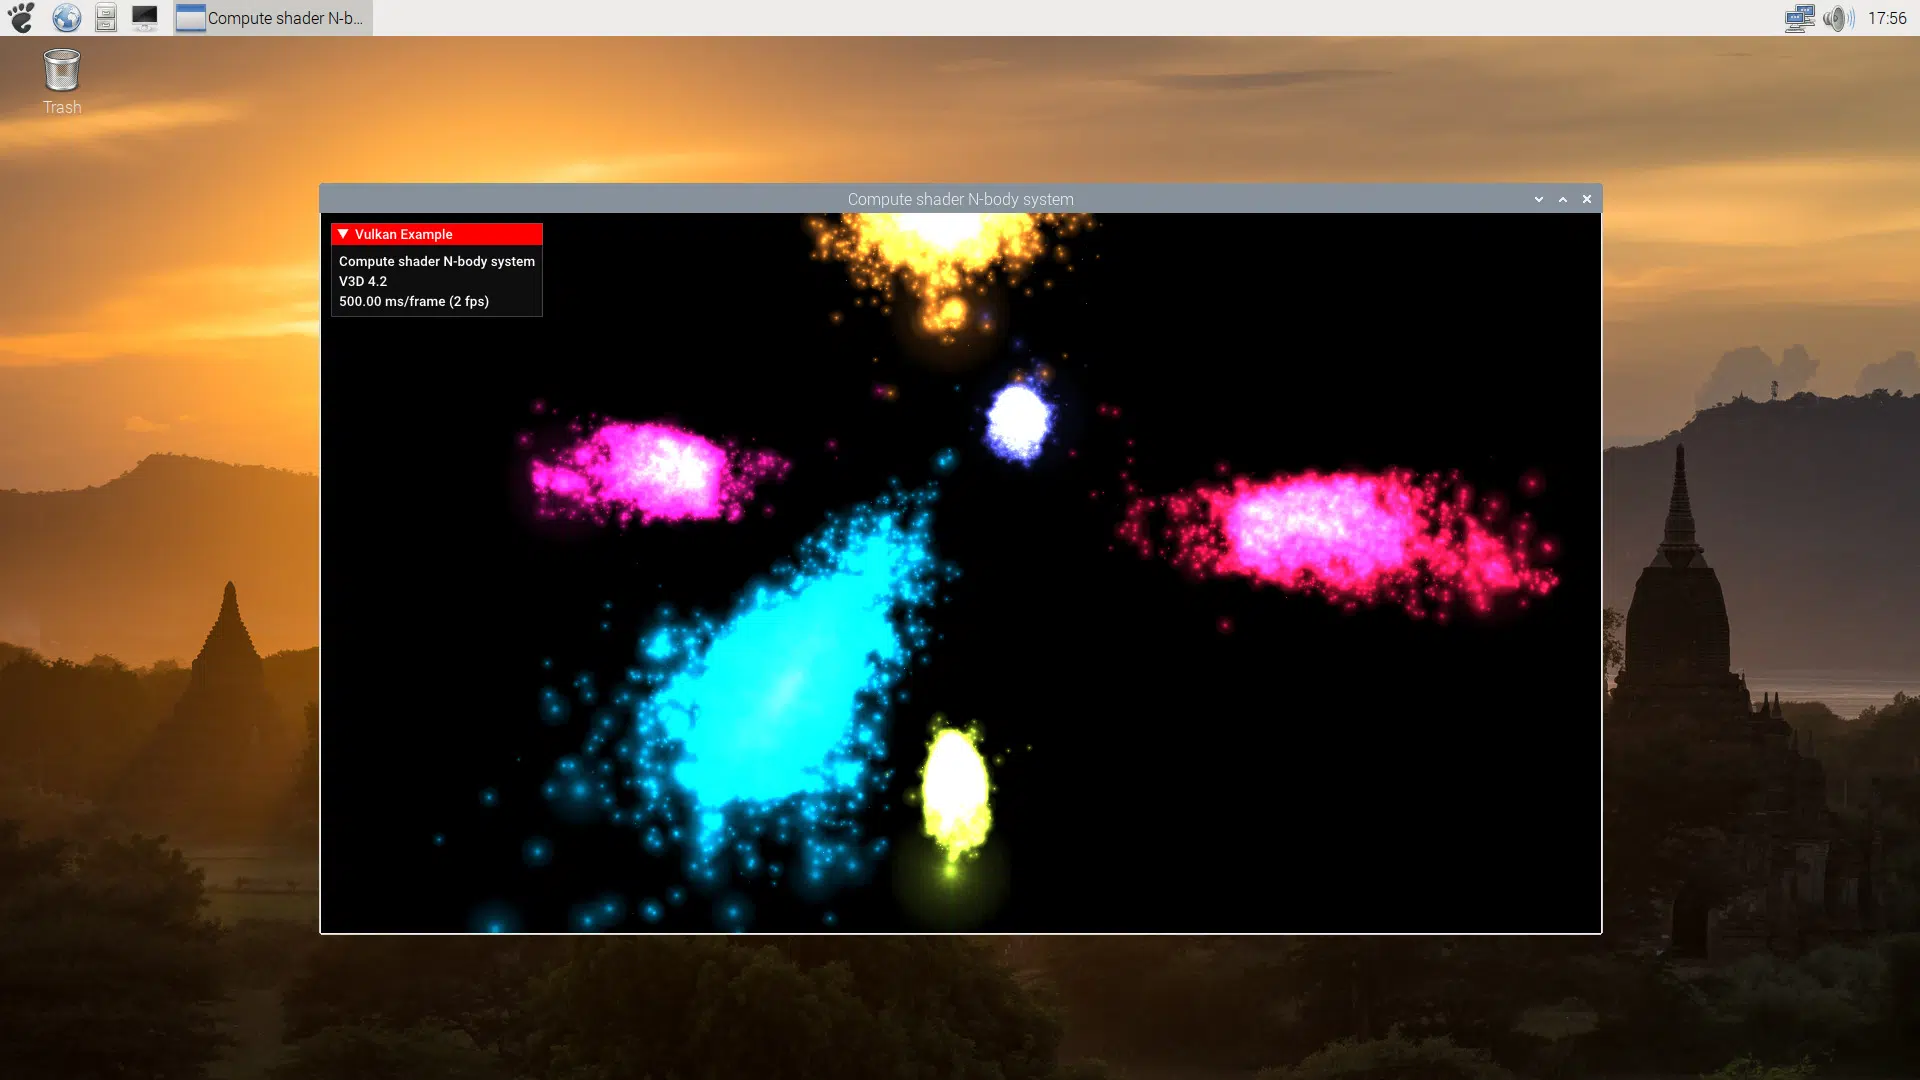 Compute shader N-b...
17:56
Trash
Compute shader N-body system
Vulkan Example
Compute shader N-body system
V3D 4.2
500.00 ms/frame (2 fps)